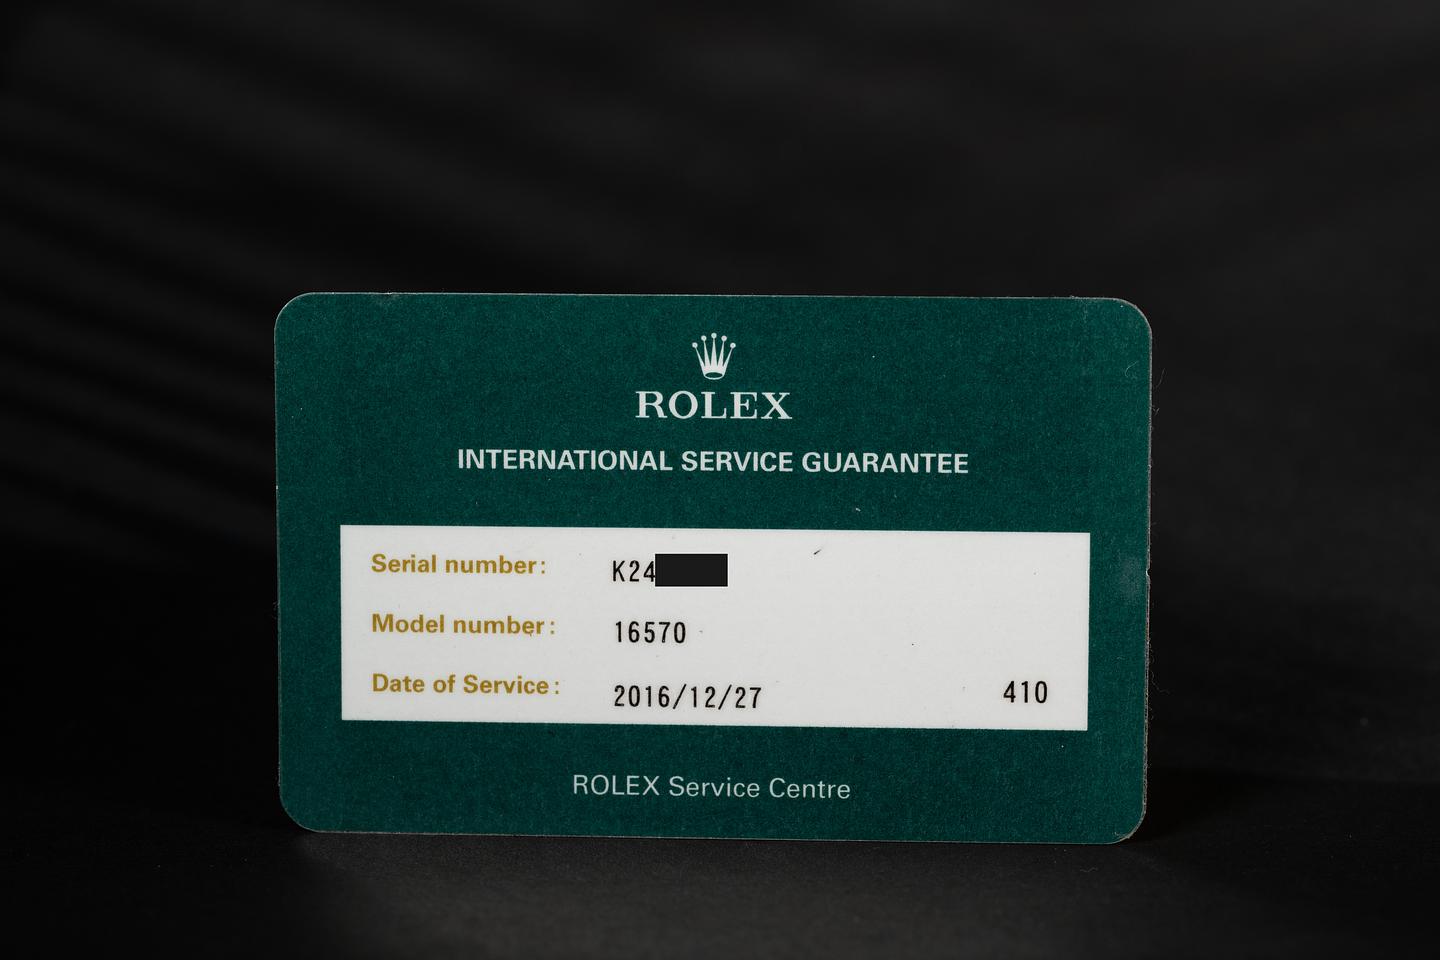 ROLEX
INTERNATIONAL SERVICE GUARANTEE
Serial number: K24
Model number: 16570
Date of Service: 2016/12/27 410
ROLEX Service Centre